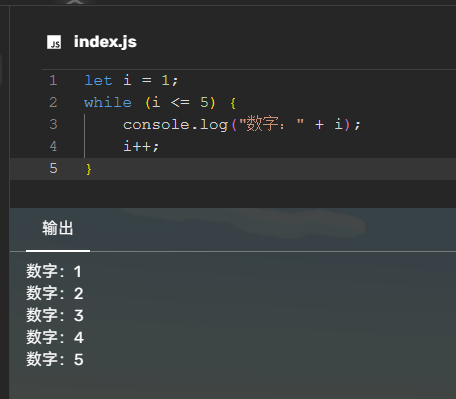 JS index.js
1 let i = 1;
2 while (i <= 5) {
3     console.log("数字：" + i);
4     i++;
5 }
输出
数字：1
数字：2
数字：3
数字：4
数字：5